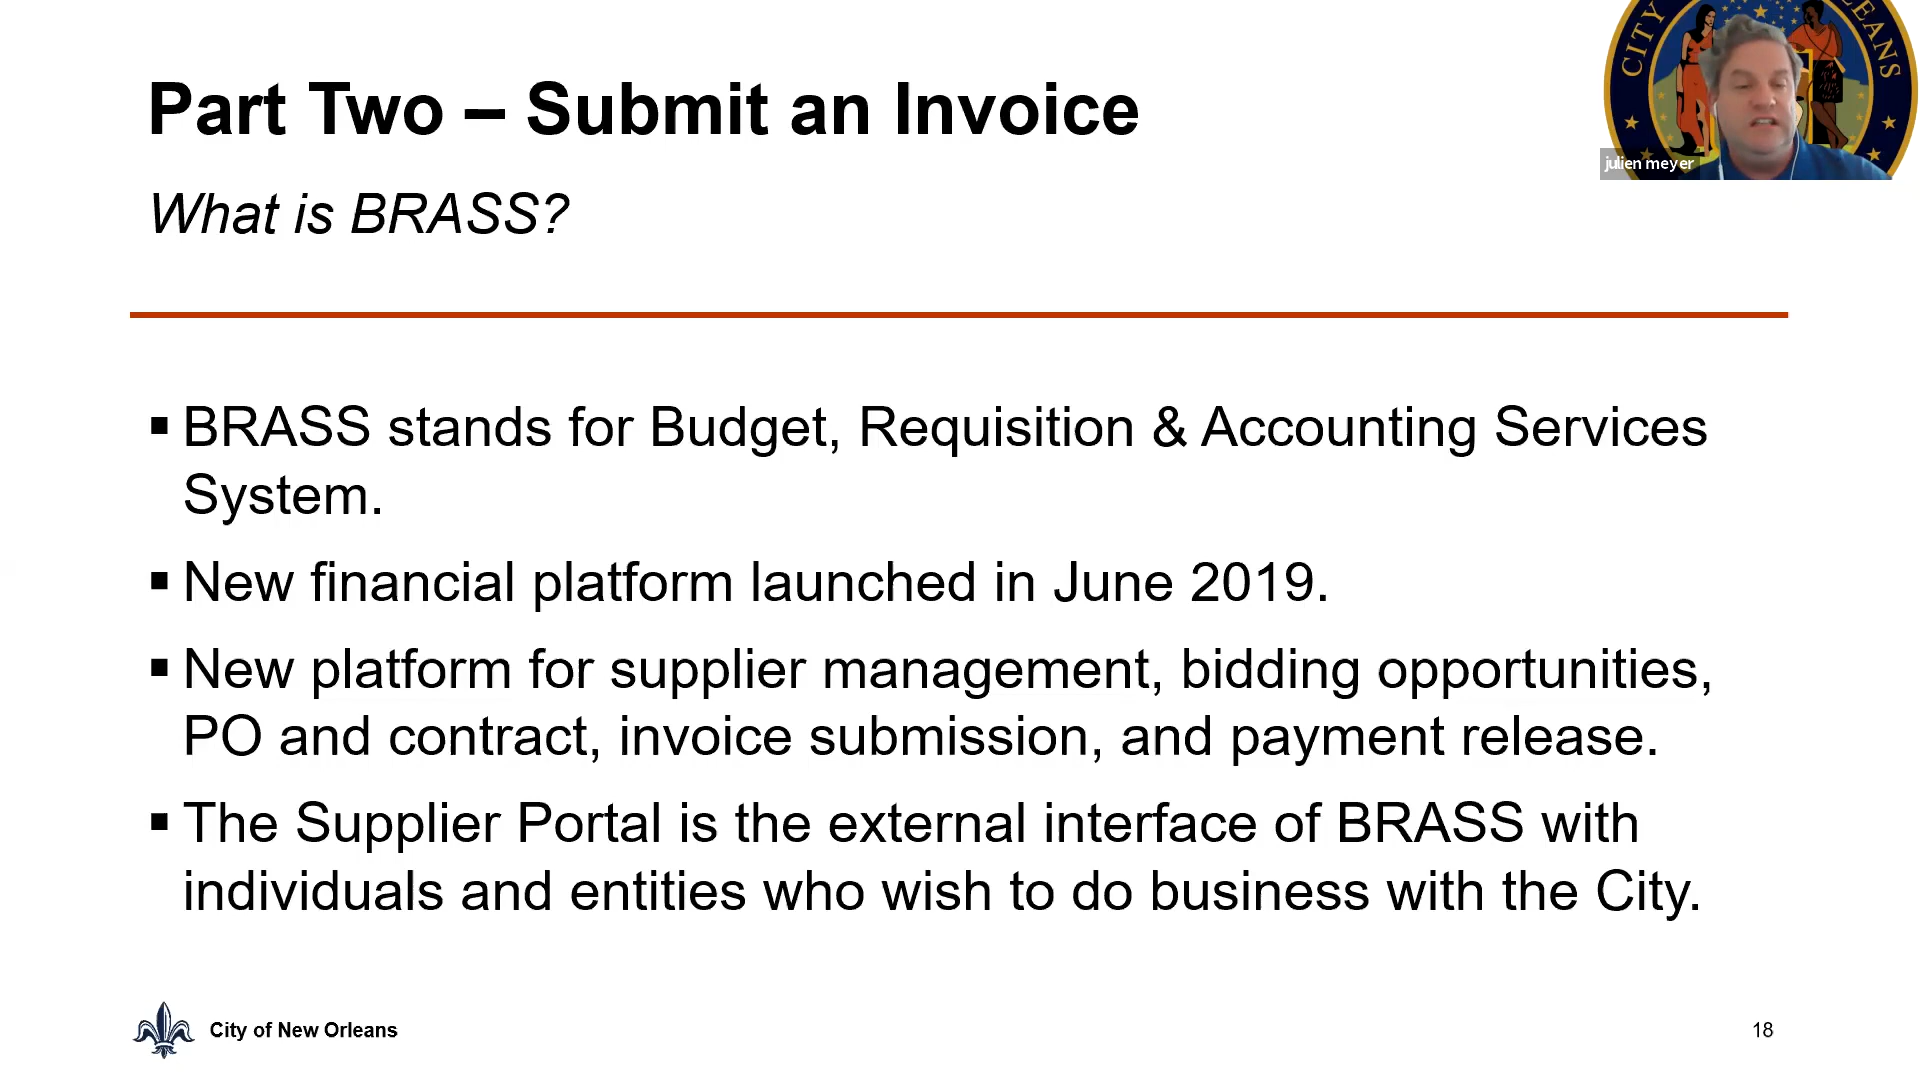 Part Two – Submit an Invoice
What is BRASS?
CITY
LEANS
julien meyer
▪ BRASS stands for Budget, Requisition & Accounting Services
System.
▪ New financial platform launched in June 2019.
▪ New platform for supplier management, bidding opportunities,
PO and contract, invoice submission, and payment release.
▪ The Supplier Portal is the external interface of BRASS with
individuals and entities who wish to do business with the City.
City of New Orleans
18